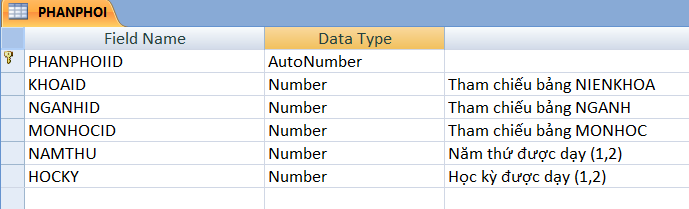 PHANPHOI
Field Name Data Type
PHANPHOIID AutoNumber
KHOAID Number Tham chiếu bảng NIENKHOA
NGANHID Number Tham chiếu bảng NGANH
MONHOCID Number Tham chiếu bảng MONHOC
NAMTHU Number Năm thứ được dạy (1,2)
HOCKY Number Học kỳ được dạy (1,2)